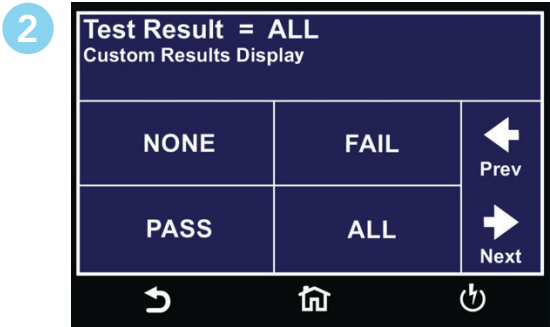 2
Test Result = ALL
Custom Results Display
NONE
FAIL
Prev
PASS
ALL
Next